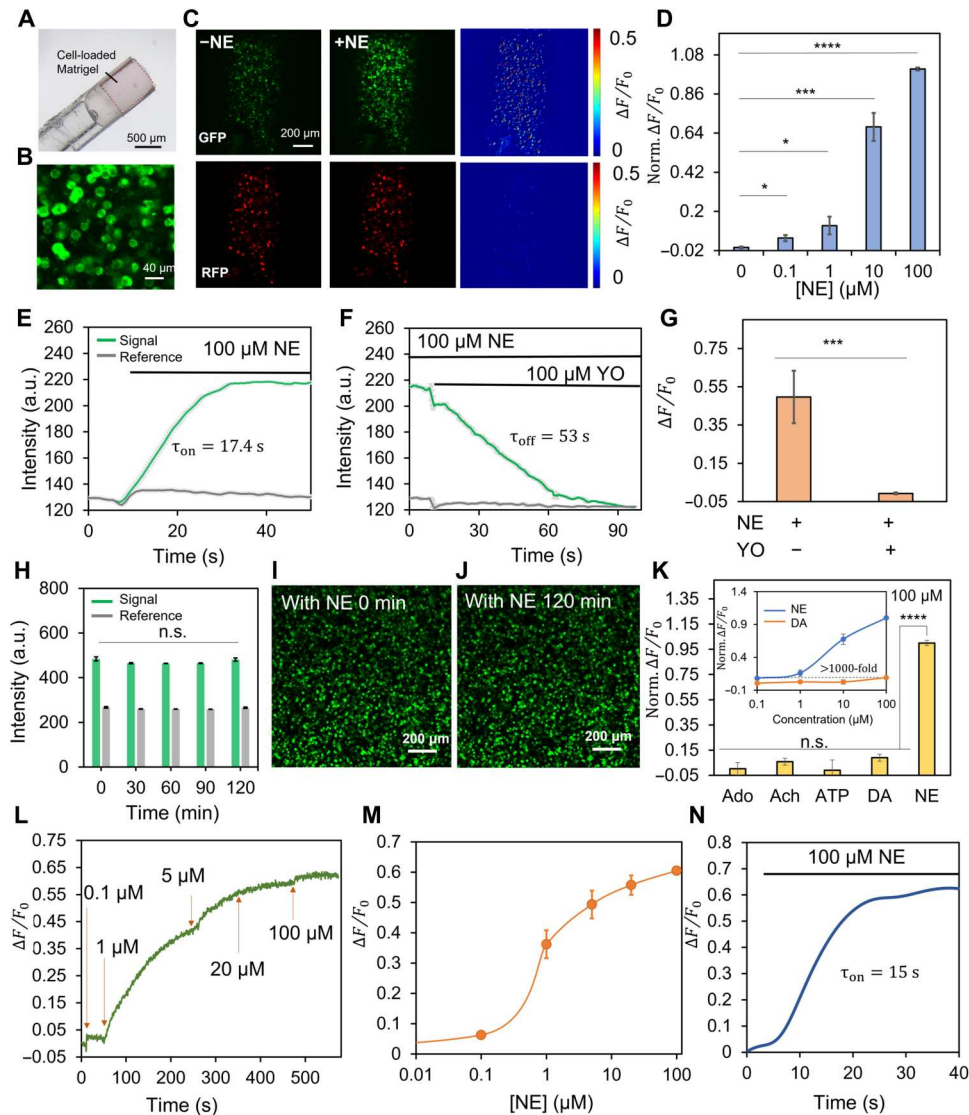 A
Cell-loaded
Matrigel
500 µm
B
40 µm
C
−NE
+NE
GFP
200 µm
RFP
0.5
ΔF/F0
0
0.5
ΔF/F0
0
D
Norm. ΔF/F0
1.08
0.86
0.64
0.42
0.2
−0.02
****
***
*
*
0 0.1 1 10 100
[NE] (µM)
E
Intensity (a.u.)
260
240
220
200
180
160
140
120
Signal
Reference
100 µM NE
τon = 17.4 s
0 20 40
Time (s)
F
Intensity (a.u.)
260
240
220
200
180
160
140
120
100 µM NE
100 µM YO
τoff = 53 s
0 30 60 90
Time (s)
G
ΔF/F0
0.75
0.55
0.35
0.15
−0.05
***
NE + +
YO − +
H
Intensity (a.u.)
800
600
400
200
0
Signal
Reference
n.s.
0 30 60 90 120
Time (min)
I
With NE 0 min
200 µm
J
With NE 120 min
200 µm
K
Norm. ΔF/F0
1.35
1.15
0.95
0.75
0.55
0.35
0.15
−0.05
100 µM
****
n.s.
Norm. ΔF/F0
1.4
0.9
0.4
−0.1
NE
DA
>1000-fold
0.1 1 10 100
Concentration (µM)
Ado Ach ATP DA NE
L
ΔF/F0
0.75
0.65
0.55
0.45
0.35
0.25
0.15
0.05
−0.05
0.1 µM
1 µM
5 µM
20 µM
100 µM
0 100 200 300 400 500
Time (s)
M
ΔF/F0
0.7
0.6
0.5
0.4
0.3
0.2
0.1
0
0.01 0.1 1 10 100
[NE] (µM)
N
ΔF/F0
0.8
0.7
0.6
0.5
0.4
0.3
0.2
0.1
0
100 µM NE
τon = 15 s
0 10 20 30 40
Time (s)